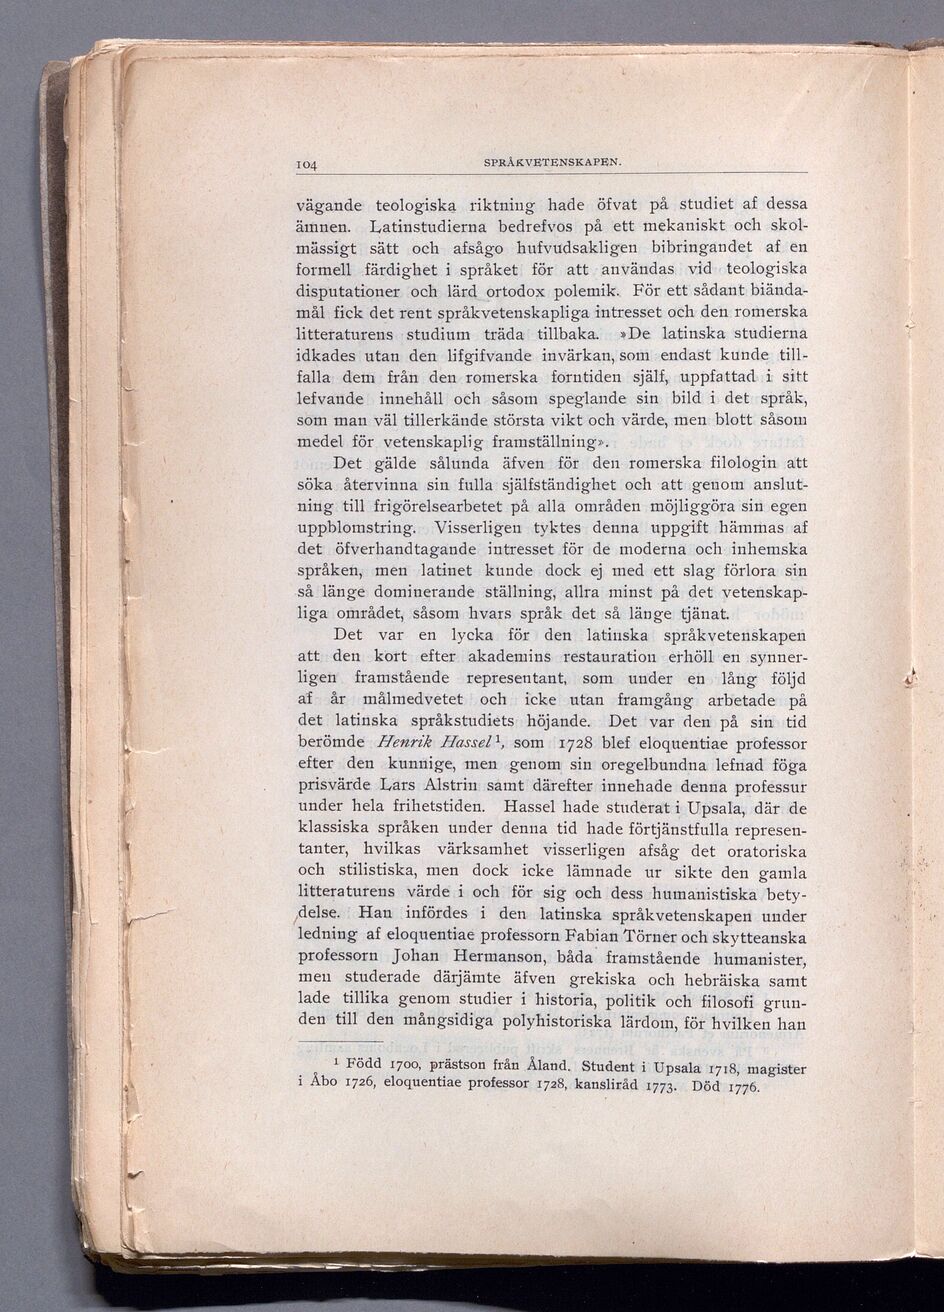 104 SPRÅKVETENSKAPEN.
vägande teologiska riktning hade öfvat på studiet af dessa
ämnen. Latinstudierna bedrefvos på ett mekaniskt och skol-
mässigt sätt och afsågo hufvudsakligen bibringandet af en
formell färdighet i språket för att användas vid teologiska
disputationer och lärd ortodox polemik. För ett sådant biända-
mål fick det rent språkvetenskapliga intresset och den romerska
litteraturens studium träda tillbaka. »De latinska studierna
idkades utan den lifgifvande invärkan, som endast kunde till-
falla dem från den romerska forntiden själf, uppfattad i sitt
lefvande innehåll och såsom speglande sin bild i det språk,
som man väl tillerkände största vikt och värde, men blott såsom
medel för vetenskaplig framställning».
Det gälde sålunda äfven för den romerska filologin att
söka återvinna sin fulla själfständighet och att genom anslut-
ning till frigörelsearbetet på alla områden möjliggöra sin egen
uppblomstring. Visserligen tyktes denna uppgift hämmas af
det öfverhandtagande intresset för de moderna och inhemska
språken, men latinet kunde dock ej med ett slag förlora sin
så länge dominerande ställning, allra minst på det vetenskap-
liga området, såsom hvars språk det så länge tjänat.
Det var en lycka för den latinska språkvetenskapen
att den kort efter akademins restauration erhöll en synner-
ligen framstående representant, som under en lång följd
af år målmedvetet och icke utan framgång arbetade på
det latinska språkstudiets höjande. Det var den på sin tid
berömde Henrik Hassel¹, som 1728 blef eloquentiae professor
efter den kunnige, men genom sin oregelbundna lefnad föga
prisvärde Lars Alstrin samt därefter innehade denna professur
under hela frihetstiden. Hassel hade studerat i Upsala, där de
klassiska språken under denna tid hade förtjänstfulla represen-
tanter, hvilkas värksamhet visserligen afsåg det oratoriska
och stilistiska, men dock icke lämnade ur sikte den gamla
litteraturens värde i och för sig och dess humanistiska bety-
delse. Han infördes i den latinska språkvetenskapen under
ledning af eloquentiae professorn Fabian Törner och skytteanska
professorn Johan Hermanson, båda framstående humanister,
men studerade därjämte äfven grekiska och hebräiska samt
lade tillika genom studier i historia, politik och filosofi grun-
den till den mångsidiga polyhistoriska lärdom, för hvilken han
¹ Född 1700, prästson från Åland. Student i Upsala 1718, magister
i Åbo 1726, eloquentiae professor 1728, kansliråd 1773. Död 1776.